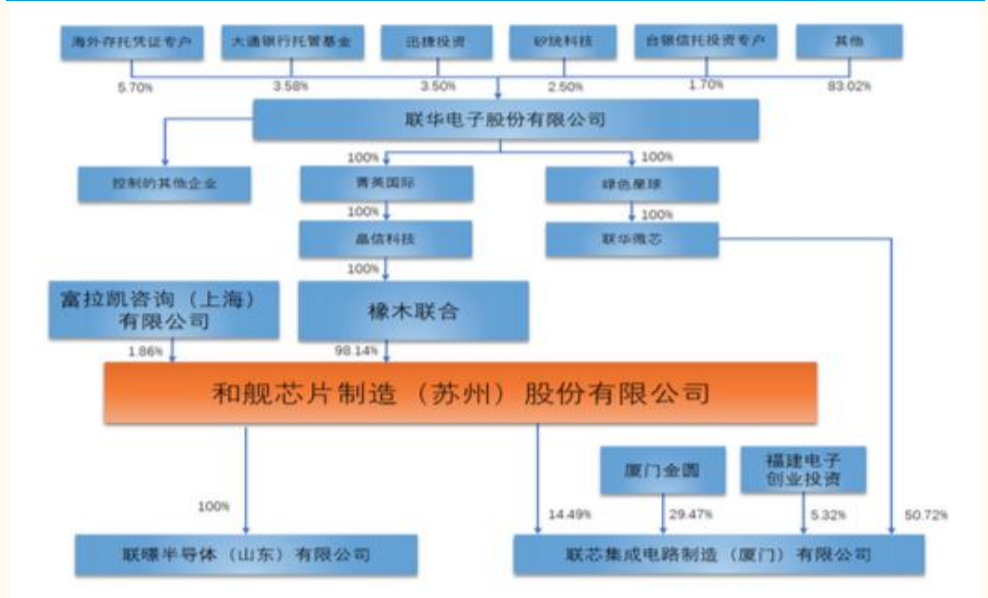 海外存托凭证专户
大通银行托管基金
迅捷投资
矽统科技
台银信托投资专户
其他
5.70%
3.58%
3.50%
2.50%
1.70%
83.02%
联华电子股份有限公司
100%
100%
控制的其他企业
菁英国际
绿色星球
100%
100%
晶信科技
联华微芯
100%
富拉凯咨询（上海）
有限公司
橡木联合
1.86%
98.14%
和舰芯片制造（苏州）股份有限公司
厦门金圆
福建电子
创业投资
100%
14.49%
29.47%
5.32%
50.72%
联暻半导体（山东）有限公司
联芯集成电路制造（厦门）有限公司